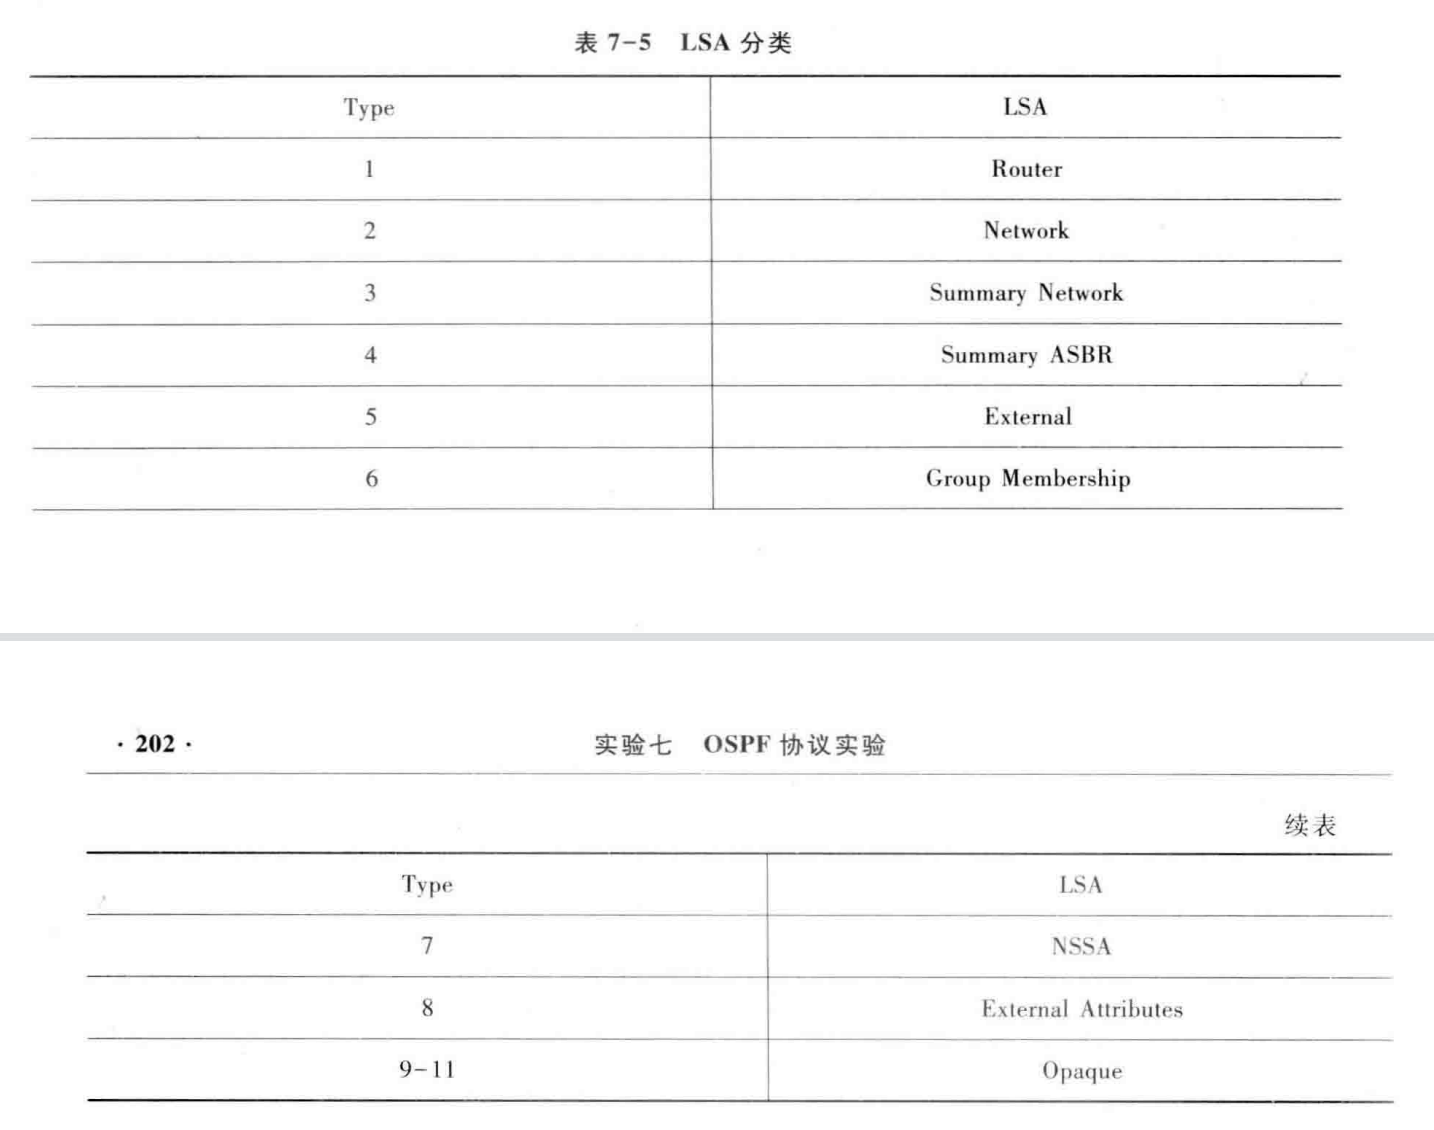 表 7-5 LSA 分类
Type LSA
1 Router
2 Network
3 Summary Network
4 Summary ASBR
5 External
6 Group Membership
· 202 · 实验七 OSPF 协议实验
续表
Type LSA
7 NSSA
8 External Attributes
9-11 Opaque